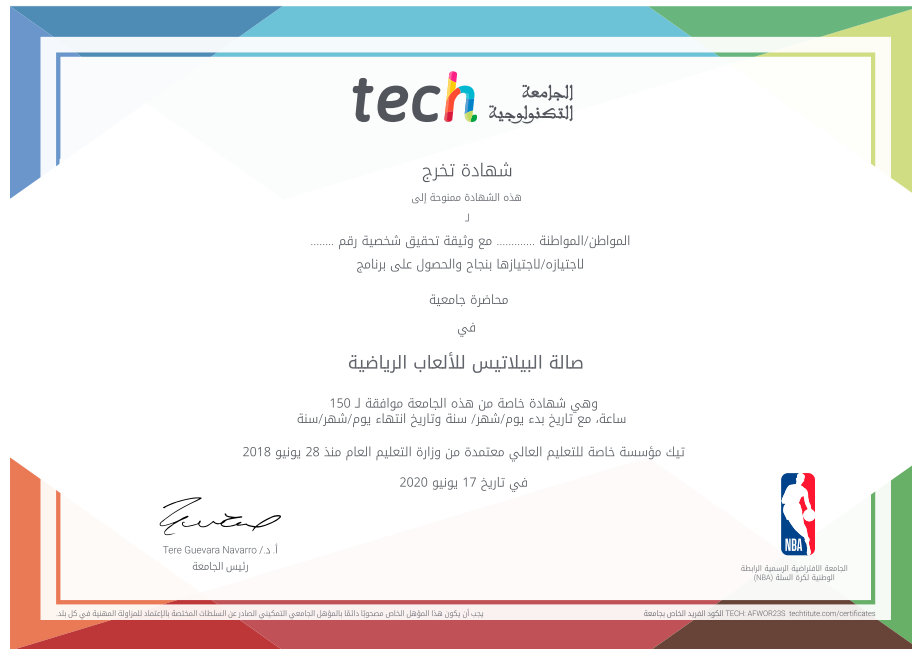 tech الجامعة
التكنولوجية
شهادة تخرج
هذه الشهادة ممنوحة إلى
لـ
المواطن/المواطنة ............. مع وثيقة تحقيق شخصية رقم ........
لاجتيازه/لاجتيازها بنجاح والحصول على برنامج
محاضرة جامعية
في
صالة البيلاتيس للألعاب الرياضية
وهي شهادة خاصة من هذه الجامعة موافقة لـ 150
ساعة، مع تاريخ بدء يوم/شهر/ سنة وتاريخ انتهاء يوم/شهر/سنة
تيك مؤسسة خاصة للتعليم العالي معتمدة من وزارة التعليم العام منذ 28 يونيو 2018
في تاريخ 17 يونيو 2020
أ. د./ Tere Guevara Navarro
رئيس الجامعة
NBA
الجامعة الافتراضية الرسمية الرابطة
الوطنية لكرة السلة (NBA)
يجب أن يكون هذا المؤهل الخاص مصحوبًا دائمًا بالمؤهل الجامعي التمكيني الصادر عن السلطات المختصة بالإعتماد للمزاولة المهنية في كل بلد.
الكود الفريد الخاص بجامعة TECH: AFWOR23S techtitute.com/certificates